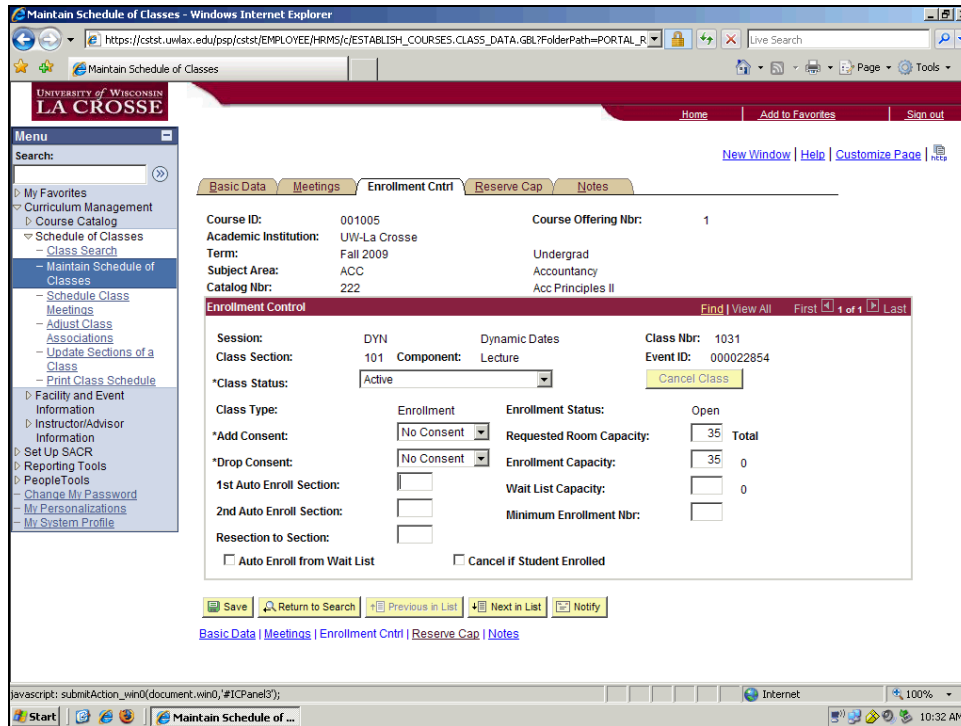 Maintain Schedule of Classes - Windows Internet Explorer
https://cstst.uwlax.edu/psp/cstst/EMPLOYEE/HRMS/c/ESTABLISH_COURSES.CLASS_DATA.GBL?FolderPath=PORTAL_R
Live Search
Maintain Schedule of Classes
Page
Tools
UNIVERSITY of WISCONSIN
LA CROSSE
Home
Add to Favorites
Sign out
Menu
Search:
My Favorites
Curriculum Management
Course Catalog
Schedule of Classes
Class Search
Maintain Schedule of
Classes
Schedule Class
Meetings
Adjust Class
Associations
Update Sections of a
Class
Print Class Schedule
Facility and Event
Information
Instructor/Advisor
Information
Set Up SACR
Reporting Tools
PeopleTools
Change My Password
My Personalizations
My System Profile
New Window | Help | Customize Page | http
Basic Data Meetings Enrollment Cntrl Reserve Cap Notes
Course ID: 001005 Course Offering Nbr: 1
Academic Institution: UW-La Crosse
Term: Fall 2009 Undergrad
Subject Area: ACC Accountancy
Catalog Nbr: 222 Acc Principles II
Enrollment Control Find | View All First 1 of 1 Last
Session: DYN Dynamic Dates Class Nbr: 1031
Class Section: 101 Component: Lecture Event ID: 000022854
*Class Status: Active Cancel Class
Class Type: Enrollment Enrollment Status: Open
*Add Consent: No Consent Requested Room Capacity: 35 Total
*Drop Consent: No Consent Enrollment Capacity: 35 0
1st Auto Enroll Section: Wait List Capacity: 0
2nd Auto Enroll Section: Minimum Enrollment Nbr:
Resection to Section:
Auto Enroll from Wait List Cancel if Student Enrolled
Save Return to Search Previous in List Next in List Notify
Basic Data | Meetings | Enrollment Cntrl | Reserve Cap | Notes
javascript: submitAction_win0(document.win0,'#ICPanel3');
Internet
100%
Start
Maintain Schedule of ...
10:32 AM